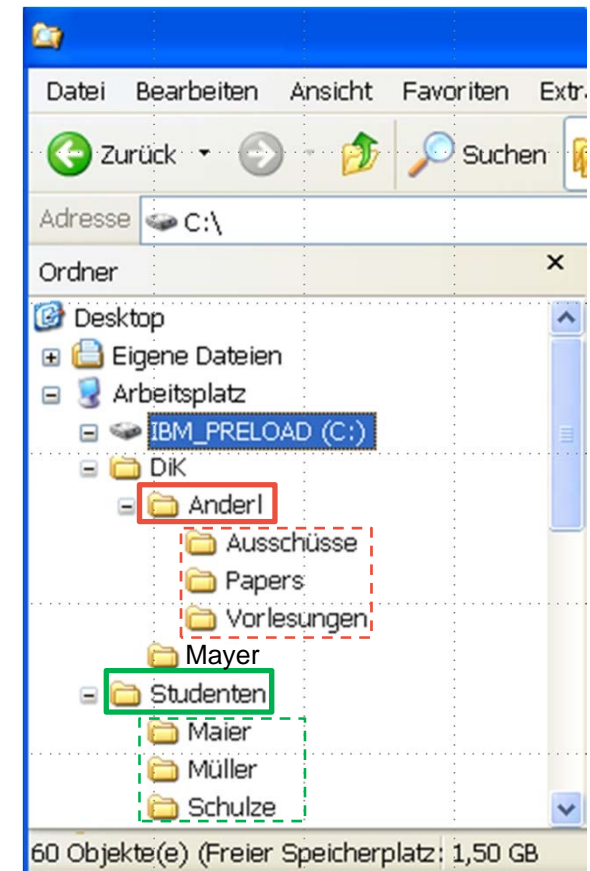 Datei Bearbeiten Ansicht Favoriten Extr
Zurück Suchen
Adresse C:\
Ordner x
Desktop
Eigene Dateien
Arbeitsplatz
IBM_PRELOAD (C:)
DiK
Anderl
Ausschüsse
Papers
Vorlesungen
Mayer
Studenten
Maier
Müller
Schulze
60 Objekte(e) (Freier Speicherplatz: 1,50 GB